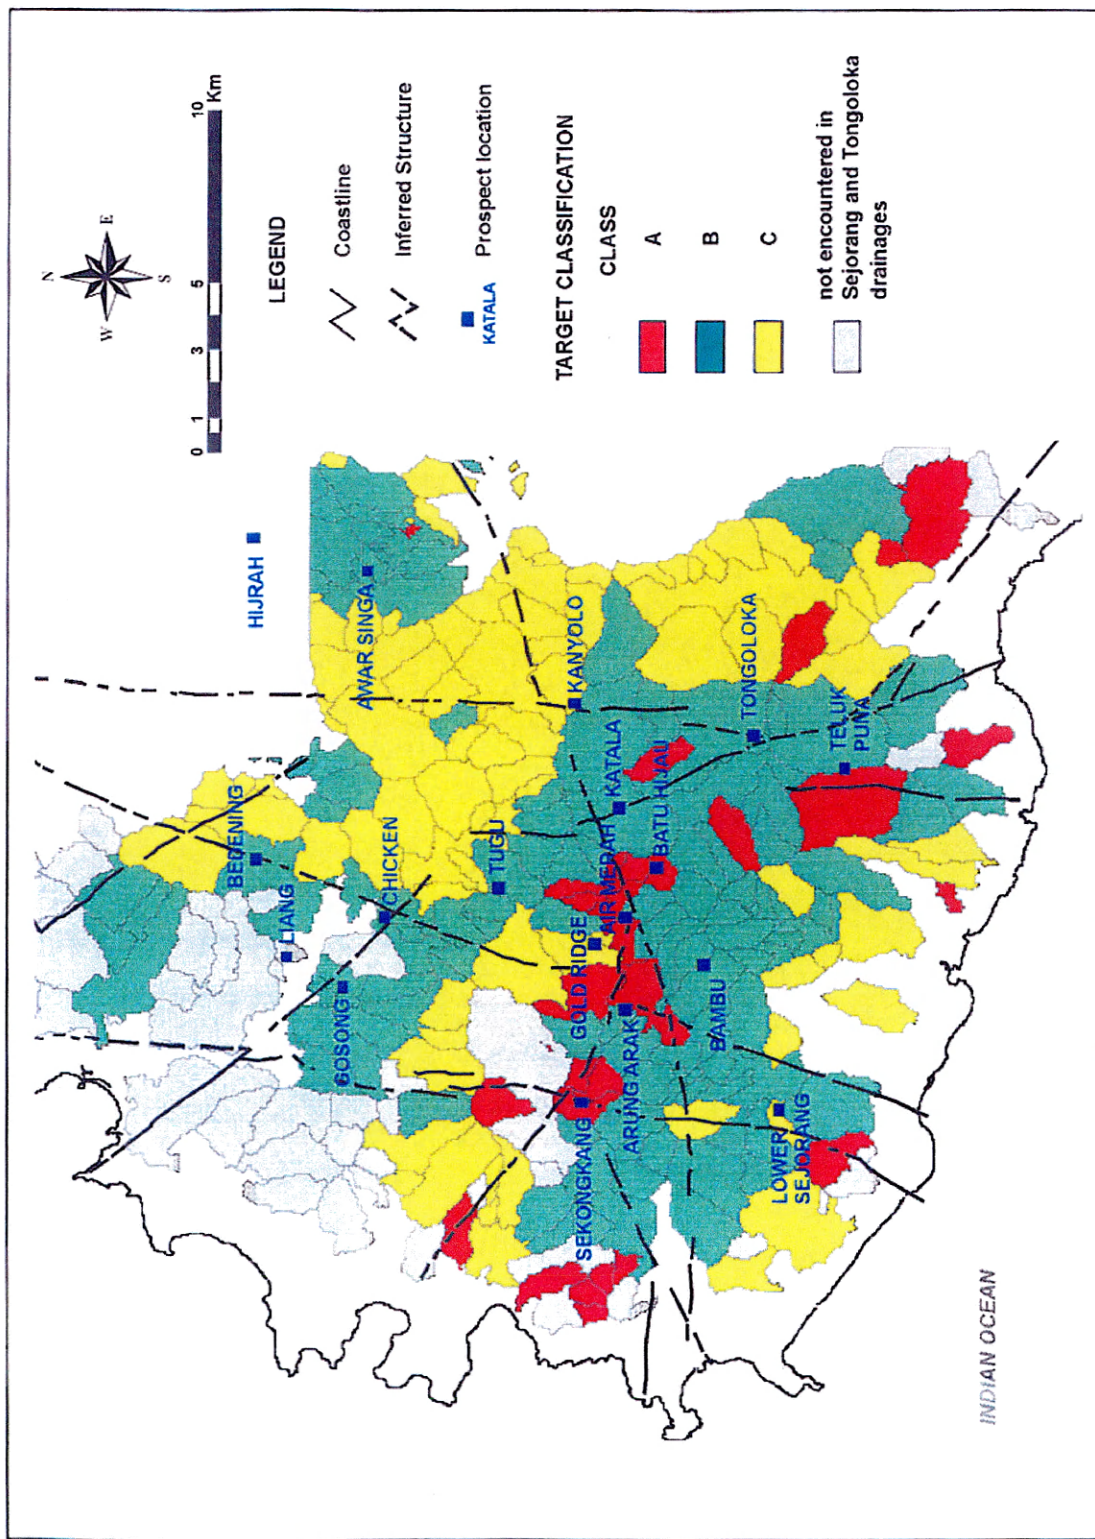 N
W
E
S
0 1 3 5 10 Km
LEGEND
Coastline
Inferred Structure
KATALA
Prospect location
TARGET CLASSIFICATION
CLASS
A
B
C
not encountered in
Sejorang and Tongoloka
drainages
HIJRAH
BEDENING
LIANG
AWAR SINGA
CHICKEN
GOSONG
TUGU
KANYOLO
GOLD RIDGE
AIR MERAH
KATALA
SEKONGKANG
ARUNG ARAK
BATU HIJAU
BAMBU
TONGOLOKA
LOWER
SEJORANG
TELUK
PUNA
INDIAN OCEAN